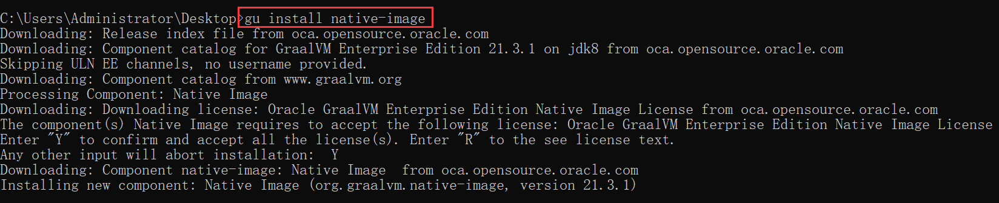 C:\Users\Administrator\Desktop>gu install native-image
Downloading: Release index file from oca.opensource.oracle.com
Downloading: Component catalog for GraalVM Enterprise Edition 21.3.1 on jdk8 from oca.opensource.oracle.com
Skipping ULN EE channels, no username provided.
Downloading: Component catalog from www.graalvm.org
Processing Component: Native Image
Downloading: Downloading license: Oracle GraalVM Enterprise Edition Native Image License from oca.opensource.oracle.com
The component(s) Native Image requires to accept the following license: Oracle GraalVM Enterprise Edition Native Image License
Enter "Y" to confirm and accept all the license(s). Enter "R" to the see license text.
Any other input will abort installation:  Y
Downloading: Component native-image: Native Image  from oca.opensource.oracle.com
Installing new component: Native Image (org.graalvm.native-image, version 21.3.1)